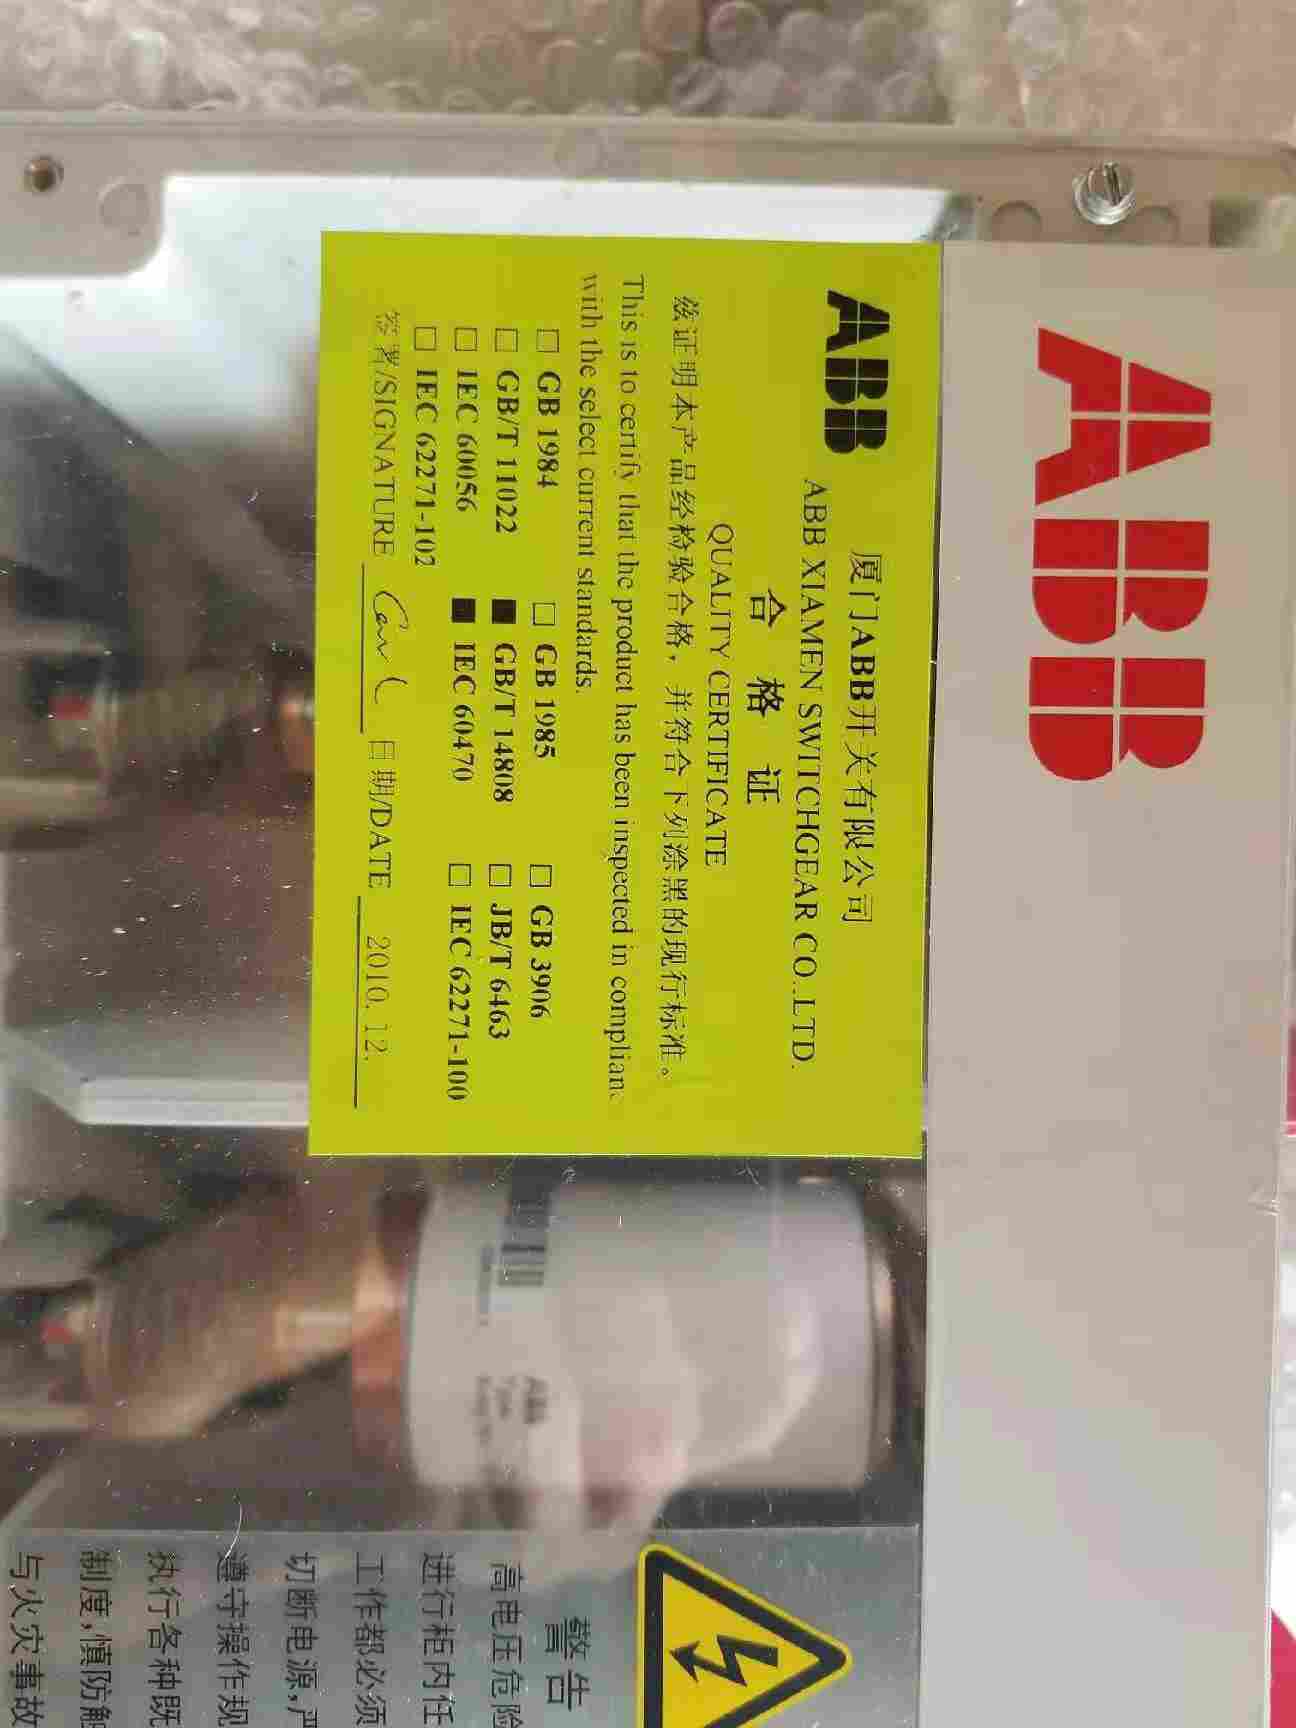 ABB
ABB
厦门ABB开关有限公司
ABB XIAMEN SWITCHGEAR CO.,LTD.
合格证
QUALITY CERTIFICATE
兹证明本产品经检验合格，并符合下列涂黑的现行标准。
This is to certify that the product has been inspected in complianc
with the select current standards.
□ GB 1984 □ GB 1985 □ GB 3906
□ GB/T 11022 ■ GB/T 14808 □ JB/T 6463
□ IEC 60056 ■ IEC 60470 □ IEC 62271-100
□ IEC 62271-102
签署/SIGNATURE 日期/DATE 2010.12.
ABB
Type
警告
高电压危险
进行柜内任
工作都必须
切断电源,严
遵守操作规
执行各种既
制度,慎防触
与火灾事故